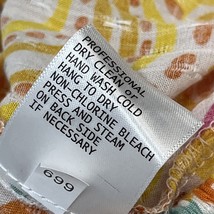 PROFESSIONAL
DRY CLEAN or
HAND WASH COLD
HANG TO DRY
NON-CHLORINE BLEACH
PRESS AND STEAM
ON BACK SIDE
IF NECESSARY
699